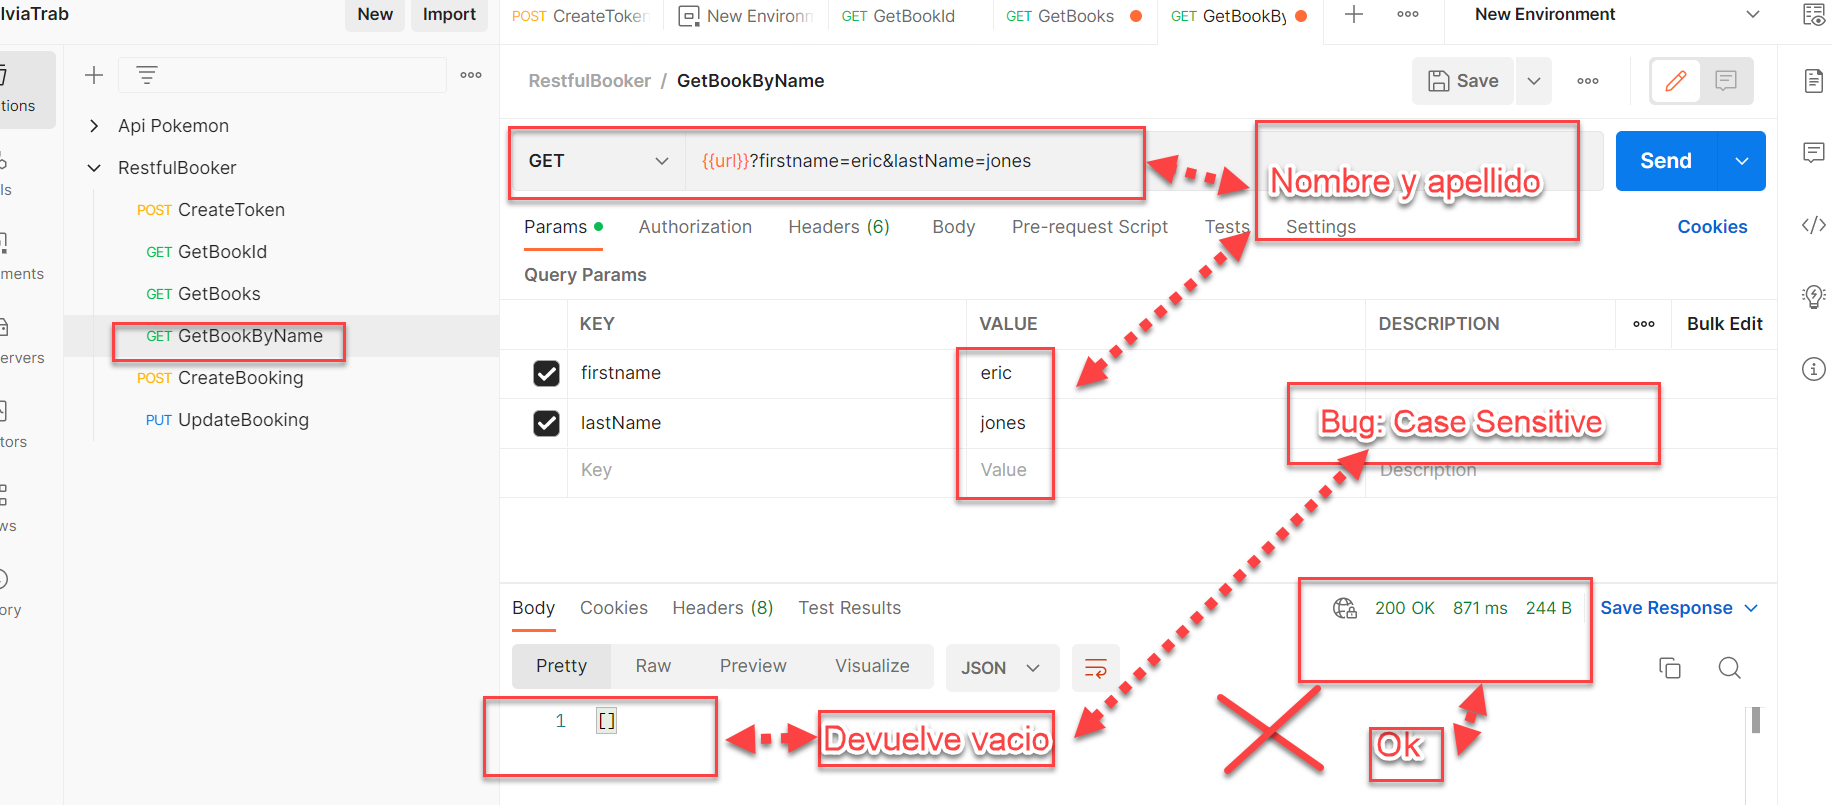 lviaTrab
New
Import
POST CreateToken
New Environm
GET GetBookId
GET GetBooks
GET GetBookBy
New Environment
RestfulBooker / GetBookByName
Save
tions
ls
ments
ervers
tors
ws
ory
Api Pokemon
RestfulBooker
POST CreateToken
GET GetBookId
GET GetBooks
GET GetBookByName
POST CreateBooking
PUT UpdateBooking
GET
{{url}}?firstname=eric&lastName=jones
Nombre y apellido
Send
Params
Authorization
Headers (6)
Body
Pre-request Script
Tests
Settings
Cookies
Query Params
KEY
VALUE
DESCRIPTION
Bulk Edit
firstname
eric
lastName
jones
Bug: Case Sensitive
Key
Value
Description
Body
Cookies
Headers (8)
Test Results
200 OK
871 ms
244 B
Save Response
Pretty
Raw
Preview
Visualize
JSON
1 []
Devuelve vacio
Ok